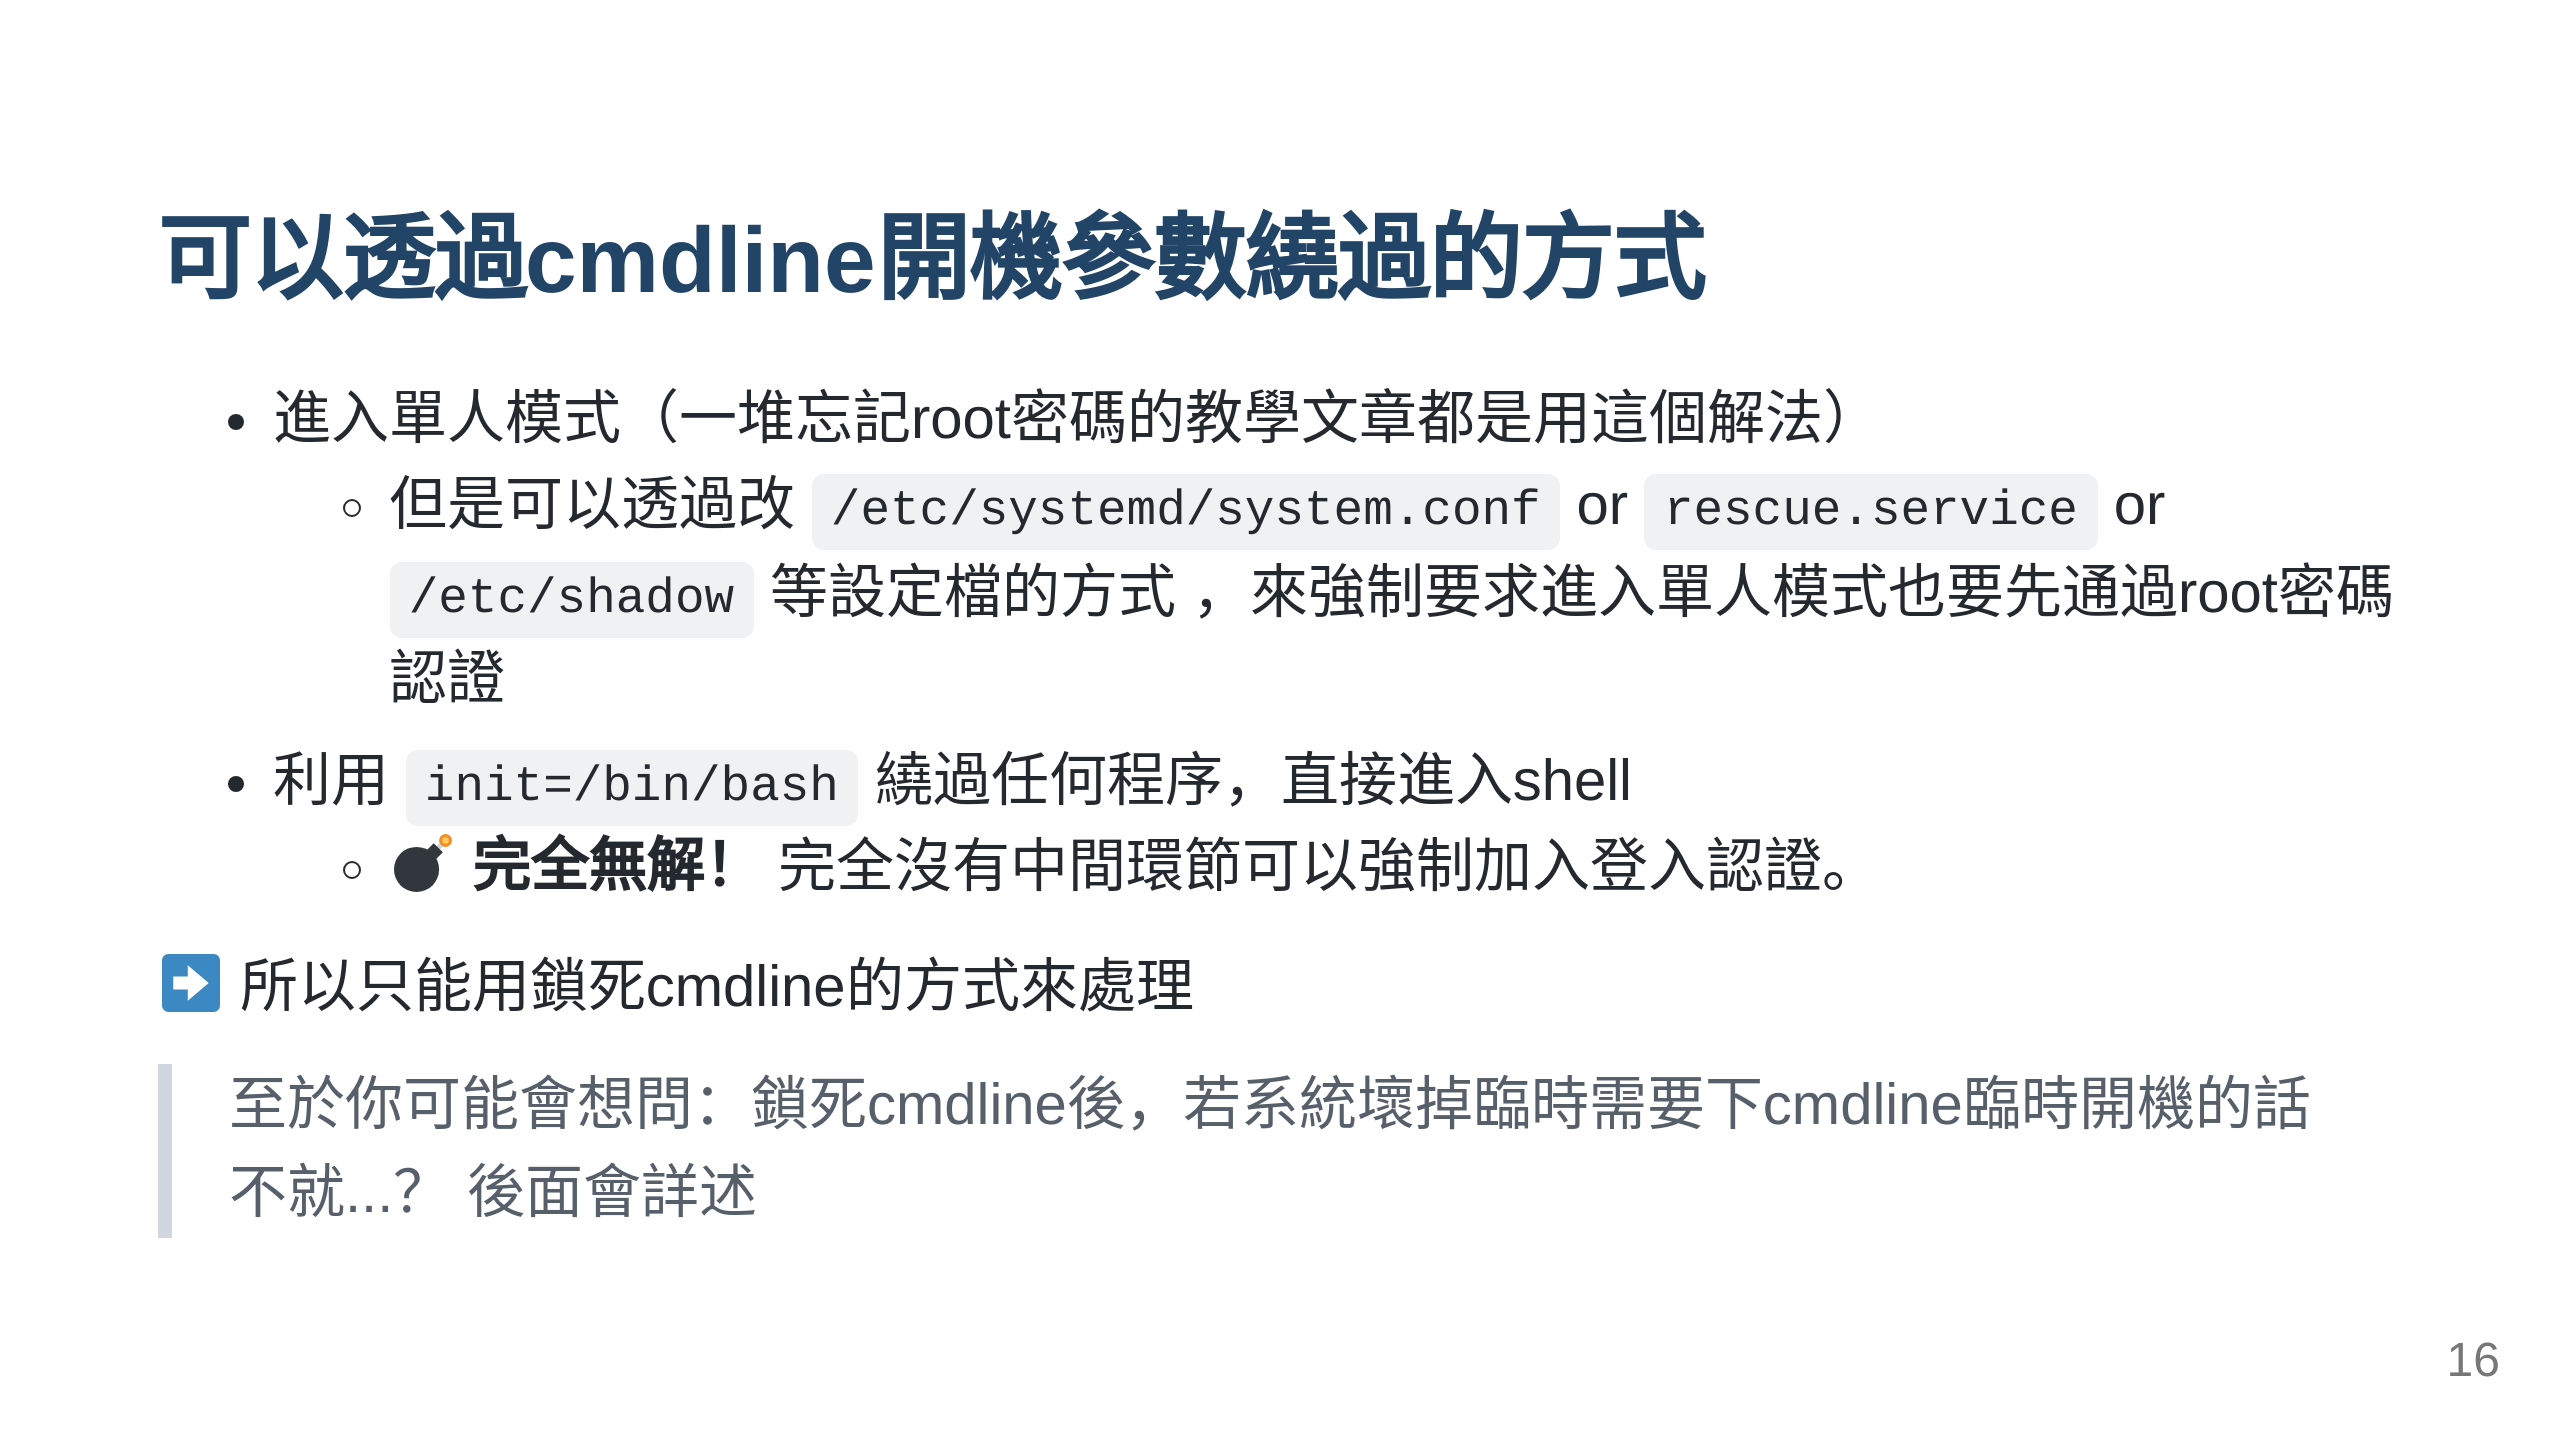 可以透過cmdline開機參數繞過的方式
• 進入單人模式（一堆忘記root密碼的教學文章都是用這個解法）
○ 但是可以透過改 /etc/systemd/system.conf or rescue.service or
/etc/shadow 等設定檔的方式 ，來強制要求進入單人模式也要先通過root密碼
認證
• 利用 init=/bin/bash 繞過任何程序，直接進入shell
○ 💣 完全無解！ 完全沒有中間環節可以強制加入登入認證。
➡️ 所以只能用鎖死cmdline的方式來處理
至於你可能會想問：鎖死cmdline後，若系統壞掉臨時需要下cmdline臨時開機的話
不就...？ 後面會詳述
16